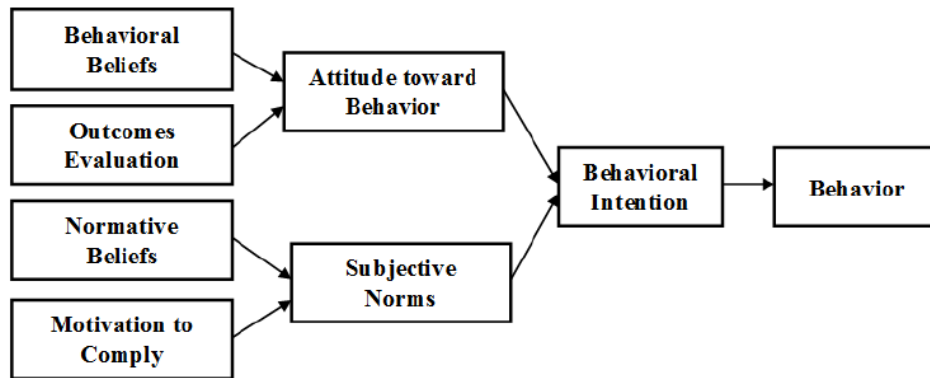 Behavioral
Beliefs
Outcomes
Evaluation
Normative
Beliefs
Motivation to
Comply
Attitude toward
Behavior
Subjective
Norms
Behavioral
Intention
Behavior